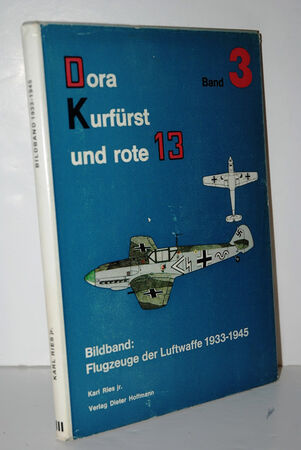 Dora
Band 3
Kurfürst
und rote 13
Bildband:
Flugzeuge der Luftwaffe 1933-1945
Karl Ries jr.
Verlag Dieter Hoffmann
BILDBAND 1933-1945
KARL RIES jr.
III